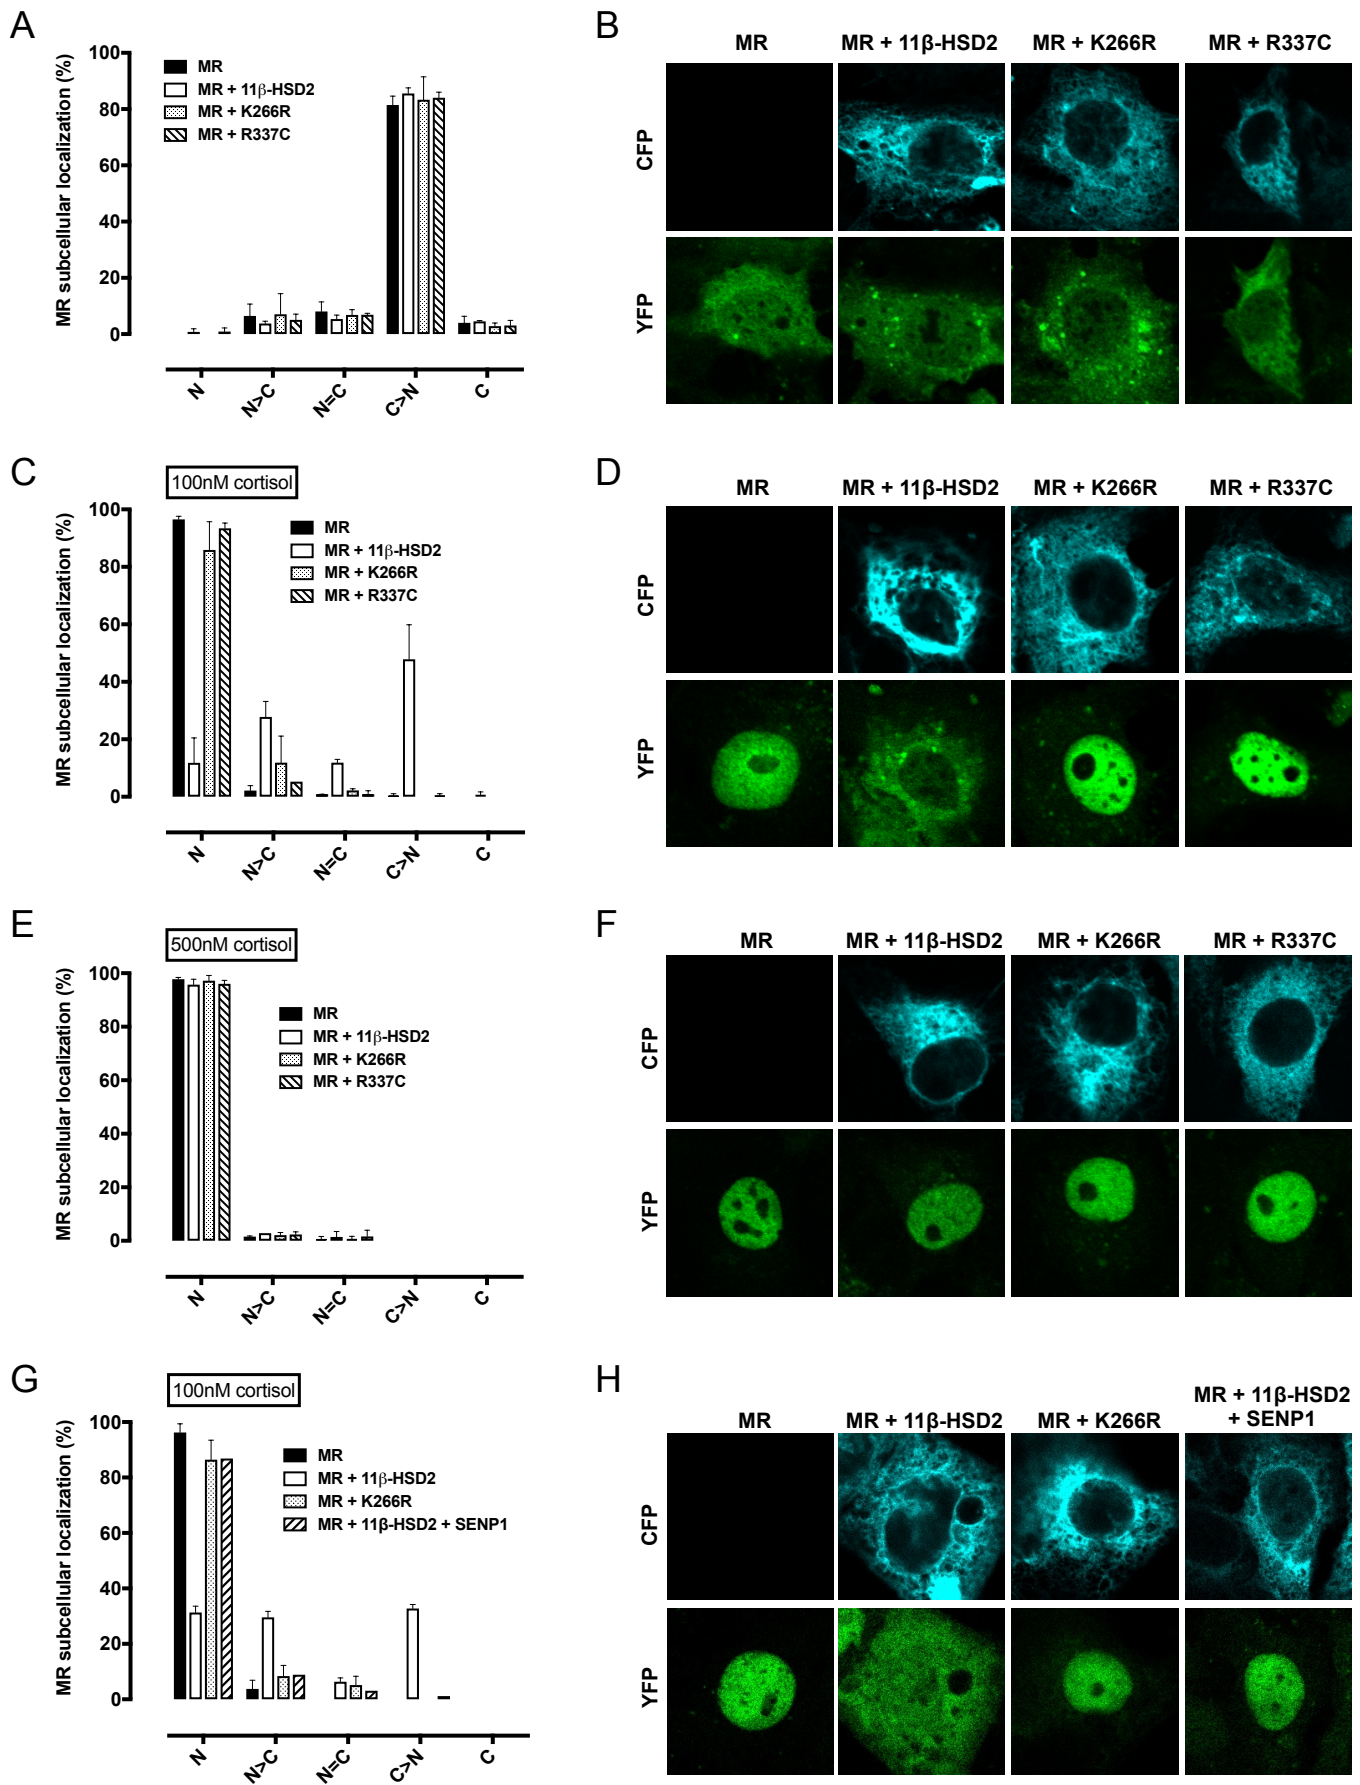 A
MR subcellular localization (%)
100
80
60
40
20
0
MR
MR + 11β-HSD2
MR + K266R
MR + R337C
N
N>C
N=C
C>N
C
B
MR
MR + 11β-HSD2
MR + K266R
MR + R337C
CFP
YFP
C
100nM cortisol
MR subcellular localization (%)
100
80
60
40
20
0
MR
MR + 11β-HSD2
MR + K266R
MR + R337C
N
N>C
N=C
C>N
C
D
MR
MR + 11β-HSD2
MR + K266R
MR + R337C
CFP
YFP
E
500nM cortisol
MR subcellular localization (%)
100
80
60
40
20
0
MR
MR + 11β-HSD2
MR + K266R
MR + R337C
N
N>C
N=C
C>N
C
F
MR
MR + 11β-HSD2
MR + K266R
MR + R337C
CFP
YFP
G
100nM cortisol
MR subcellular localization (%)
100
80
60
40
20
0
MR
MR + 11β-HSD2
MR + K266R
MR + 11β-HSD2 + SENP1
N
N>C
N=C
C>N
C
H
MR
MR + 11β-HSD2
MR + K266R
MR + 11β-HSD2
+ SENP1
CFP
YFP